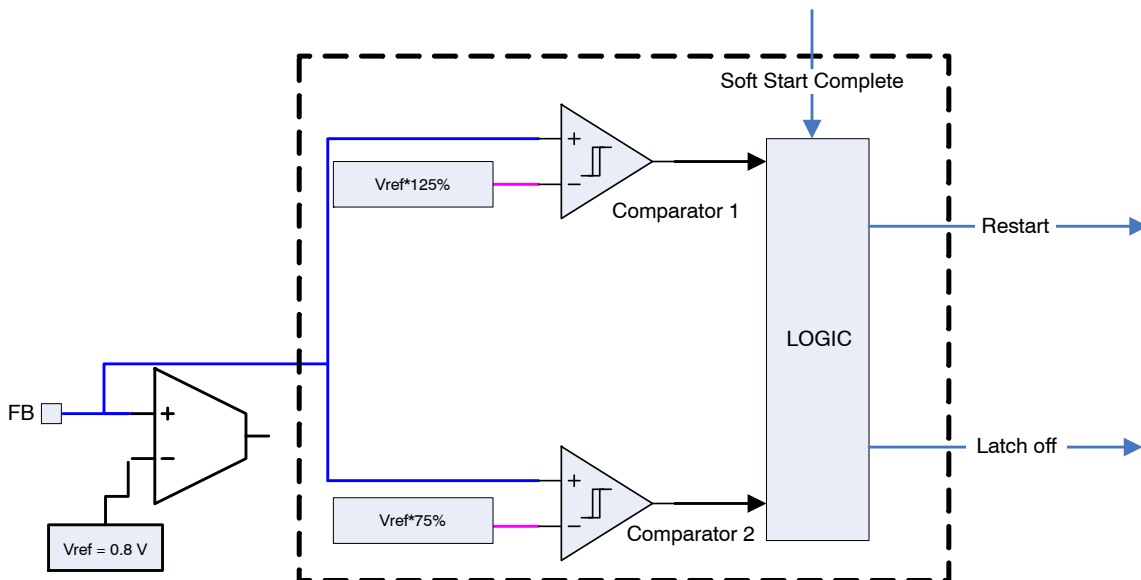 Soft Start Complete
+
Vref*125%
−
Comparator 1
Restart
LOGIC
FB
+
−
Latch off
+
Vref*75%
−
Comparator 2
Vref = 0.8 V